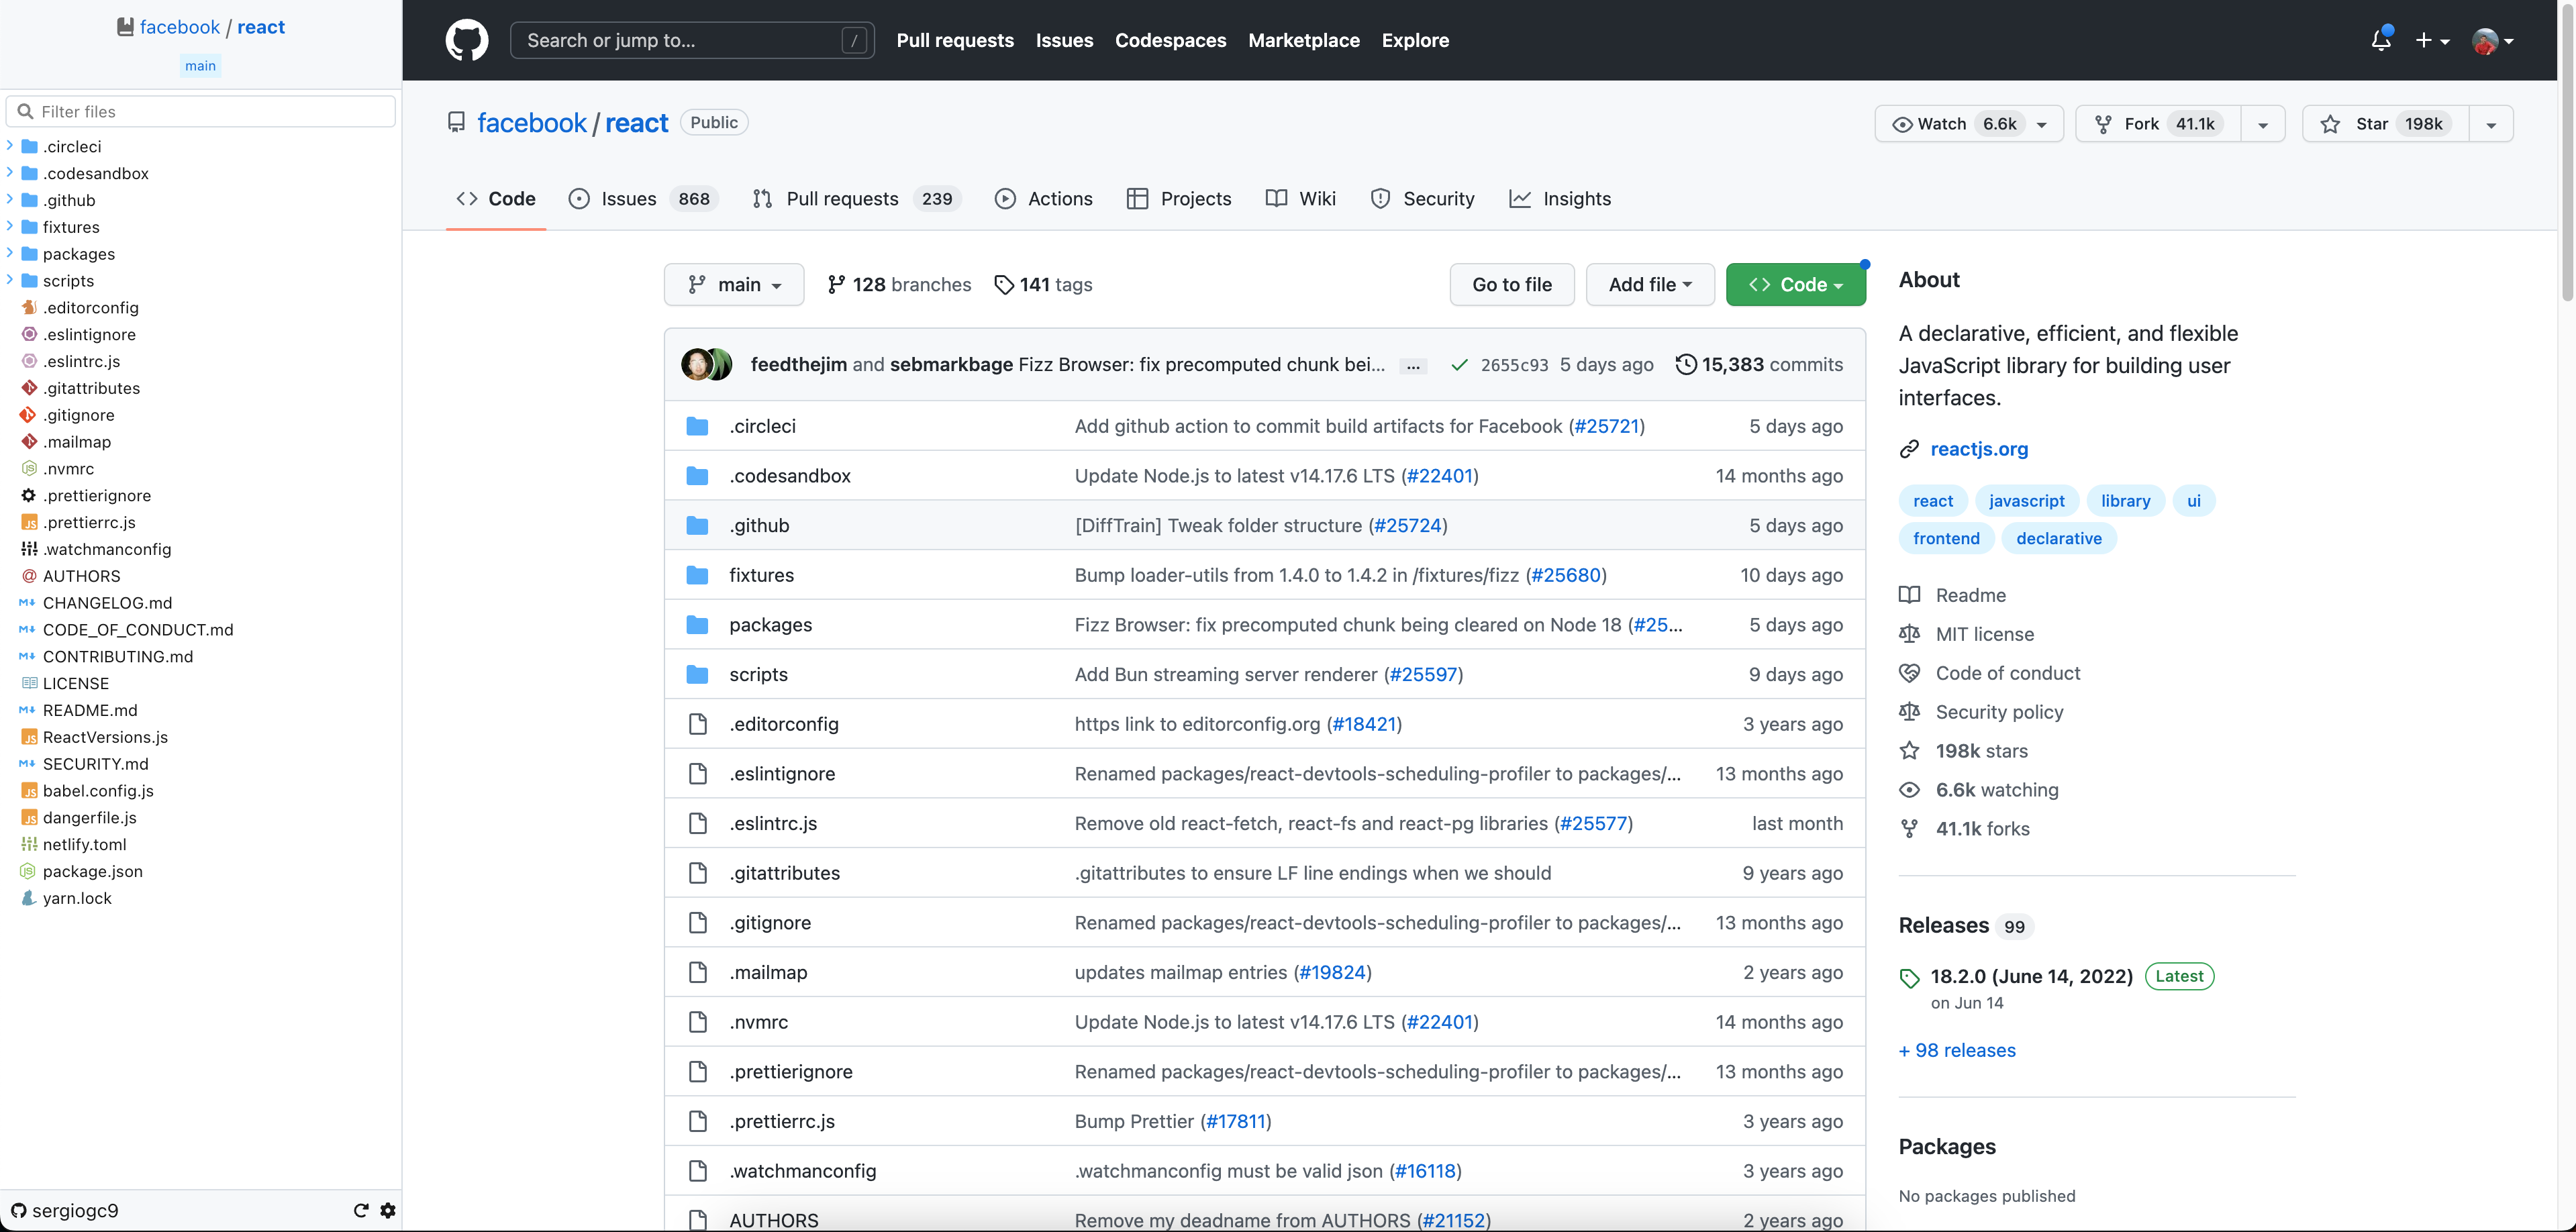 facebook / react
main
Filter files
.circleci
.codesandbox
.github
fixtures
packages
scripts
.editorconfig
.eslintignore
.eslintrc.js
.gitattributes
.gitignore
.mailmap
.nvmrc
.prettierignore
.prettierrc.js
.watchmanconfig
AUTHORS
CHANGELOG.md
CODE_OF_CONDUCT.md
CONTRIBUTING.md
LICENSE
README.md
ReactVersions.js
SECURITY.md
babel.config.js
dangerfile.js
netlify.toml
package.json
yarn.lock
sergiogc9
Search or jump to... /
Pull requests Issues Codespaces Marketplace Explore
facebook / react Public
Watch 6.6k Fork 41.1k Star 198k
Code Issues 868 Pull requests 239 Actions Projects Wiki Security Insights
main 128 branches 141 tags Go to file Add file Code
feedthejim and sebmarkbage Fizz Browser: fix precomputed chunk bei... ... 2655c93 5 days ago 15,383 commits
.circleci Add github action to commit build artifacts for Facebook (#25721) 5 days ago
.codesandbox Update Node.js to latest v14.17.6 LTS (#22401) 14 months ago
.github [DiffTrain] Tweak folder structure (#25724) 5 days ago
fixtures Bump loader-utils from 1.4.0 to 1.4.2 in /fixtures/fizz (#25680) 10 days ago
packages Fizz Browser: fix precomputed chunk being cleared on Node 18 (#25... 5 days ago
scripts Add Bun streaming server renderer (#25597) 9 days ago
.editorconfig https link to editorconfig.org (#18421) 3 years ago
.eslintignore Renamed packages/react-devtools-scheduling-profiler to packages/... 13 months ago
.eslintrc.js Remove old react-fetch, react-fs and react-pg libraries (#25577) last month
.gitattributes .gitattributes to ensure LF line endings when we should 9 years ago
.gitignore Renamed packages/react-devtools-scheduling-profiler to packages/... 13 months ago
.mailmap updates mailmap entries (#19824) 2 years ago
.nvmrc Update Node.js to latest v14.17.6 LTS (#22401) 14 months ago
.prettierignore Renamed packages/react-devtools-scheduling-profiler to packages/... 13 months ago
.prettierrc.js Bump Prettier (#17811) 3 years ago
.watchmanconfig .watchmanconfig must be valid json (#16118) 3 years ago
AUTHORS Remove my deadname from AUTHORS (#21152) 2 years ago
About
A declarative, efficient, and flexible
JavaScript library for building user
interfaces.
reactjs.org
react javascript library ui
frontend declarative
Readme
MIT license
Code of conduct
Security policy
198k stars
6.6k watching
41.1k forks
Releases 99
18.2.0 (June 14, 2022) Latest
on Jun 14
+ 98 releases
Packages
No packages published